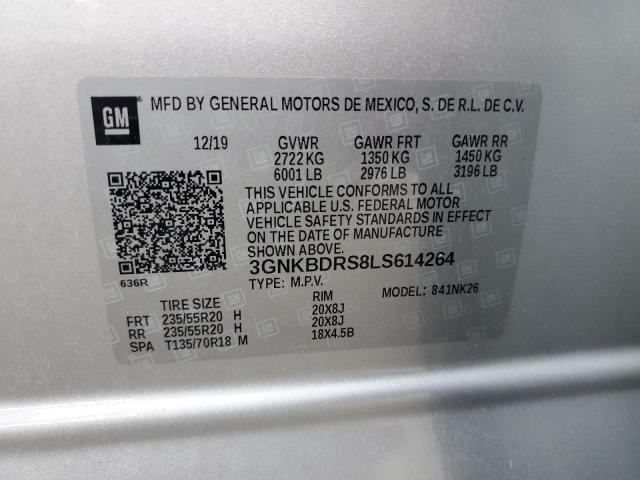 GM
MFD BY GENERAL MOTORS DE MEXICO, S. DE R.L. DE C.V.
12/19 GVWR GAWR FRT GAWR RR
2722 KG 1350 KG 1450 KG
6001 LB 2976 LB 3196 LB
THIS VEHICLE CONFORMS TO ALL
APPLICABLE U.S. FEDERAL MOTOR
VEHICLE SAFETY STANDARDS IN EFFECT
ON THE DATE OF MANUFACTURE
SHOWN ABOVE.
3GNKBDRS8LS614264
636R
TYPE: M.P.V. MODEL: 841NK26
TIRE SIZE RIM
FRT 235/55R20 H 20X8J
RR 235/55R20 H 20X8J
SPA T135/70R18 M 18X4.5B